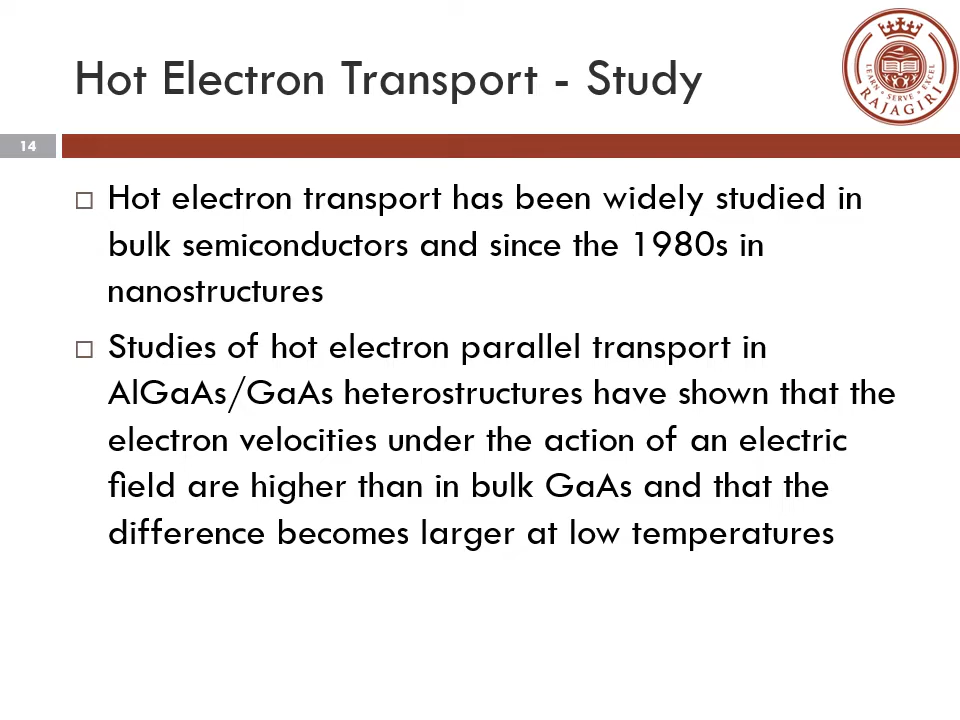 Hot Electron Transport - Study
LEARN • SERVE • EXCEL
RAJAGIRI
14
Hot electron transport has been widely studied in
bulk semiconductors and since the 1980s in
nanostructures
Studies of hot electron parallel transport in
AlGaAs/GaAs heterostructures have shown that the
electron velocities under the action of an electric
field are higher than in bulk GaAs and that the
difference becomes larger at low temperatures